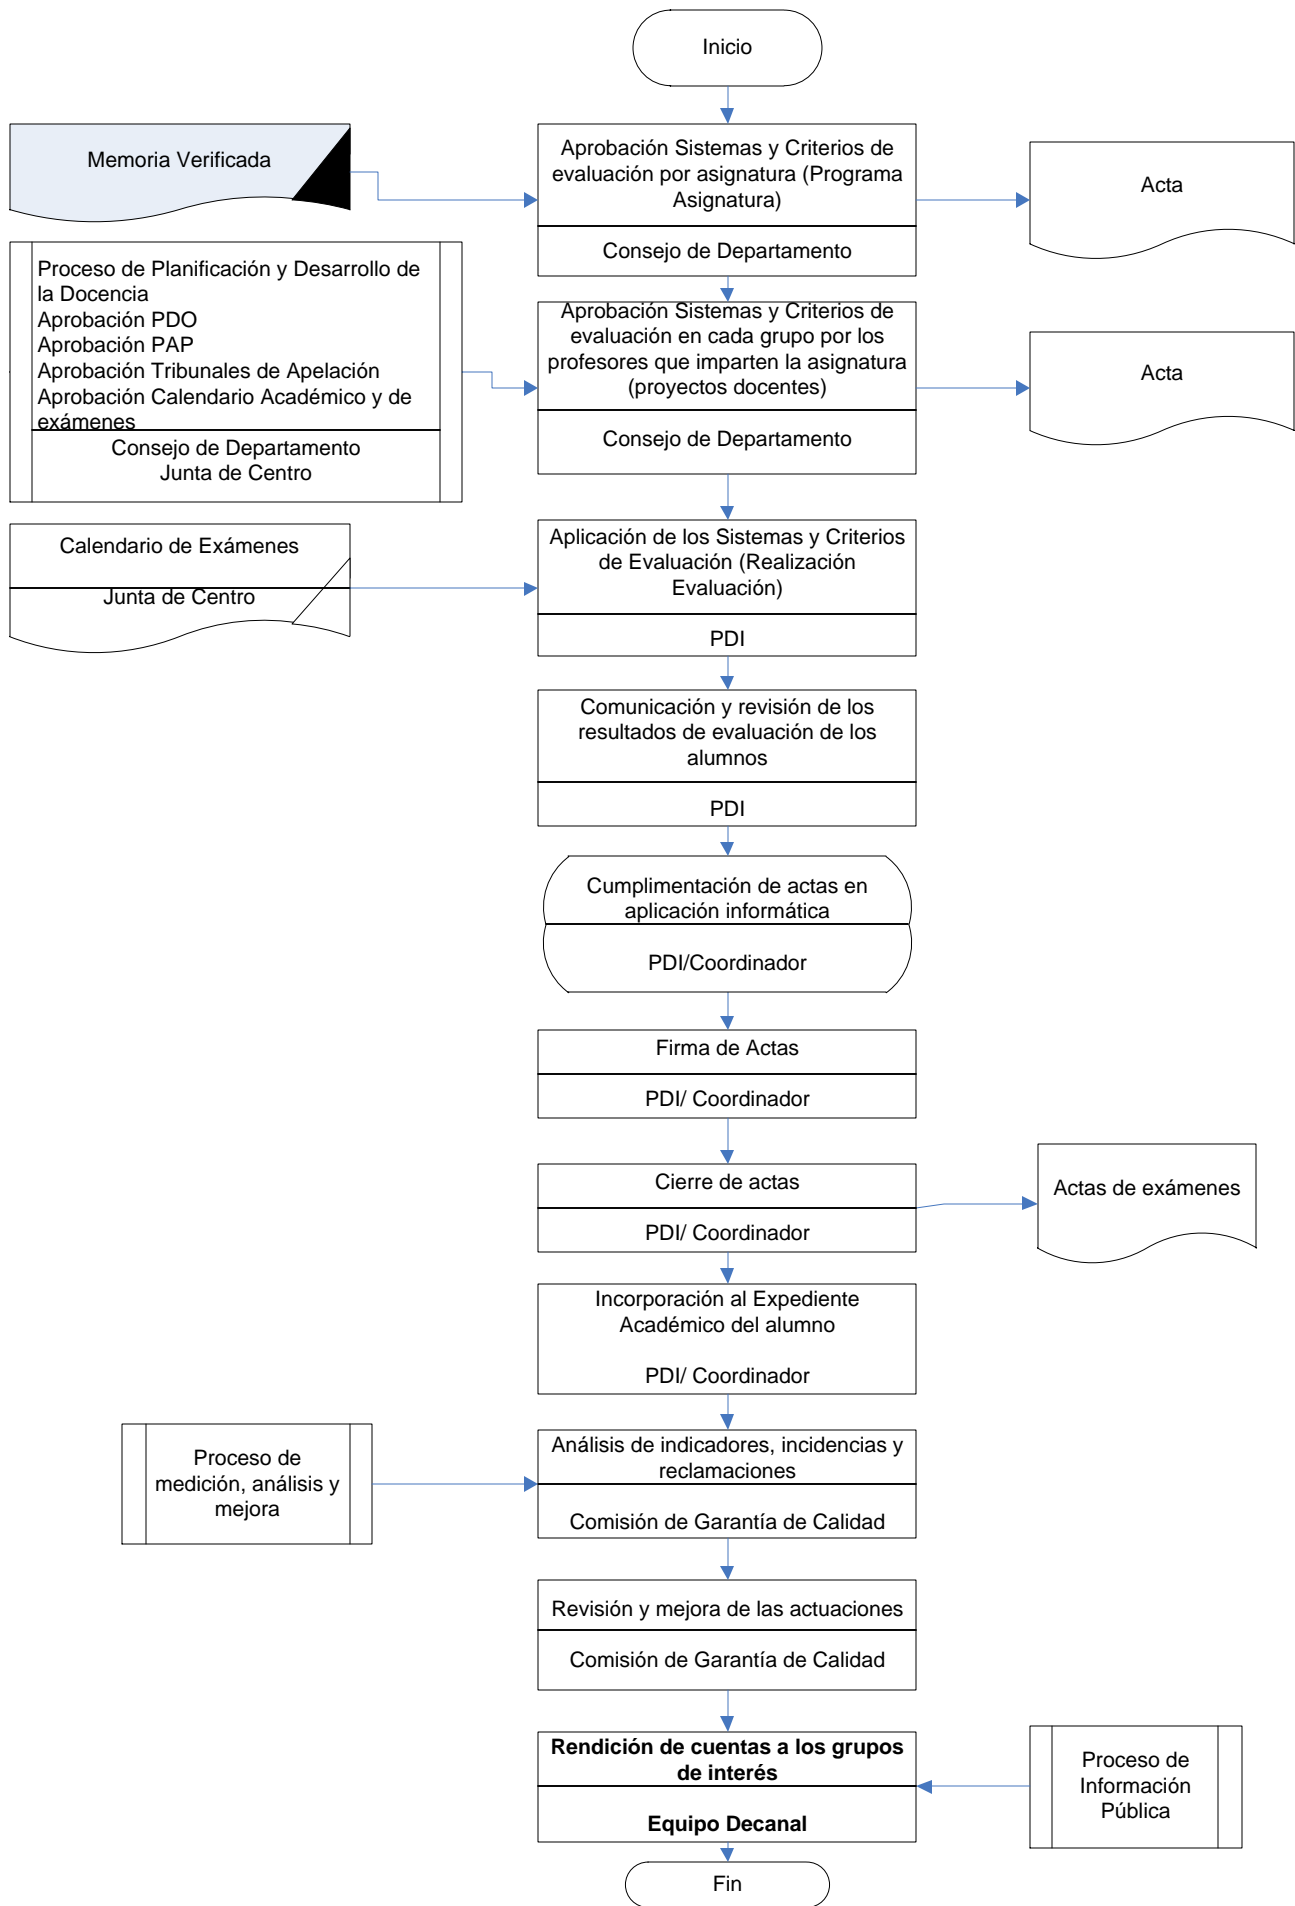 Inicio
Memoria Verificada
Aprobación Sistemas y Criterios de
evaluación por asignatura (Programa
Asignatura)
Consejo de Departamento
Acta
Proceso de Planificación y Desarrollo de
la Docencia
Aprobación PDO
Aprobación PAP
Aprobación Tribunales de Apelación
Aprobación Calendario Académico y de
exámenes
Consejo de Departamento
Junta de Centro
Aprobación Sistemas y Criterios de
evaluación en cada grupo por los
profesores que imparten la asignatura
(proyectos docentes)
Consejo de Departamento
Acta
Calendario de Exámenes
Junta de Centro
Aplicación de los Sistemas y Criterios
de Evaluación (Realización
Evaluación)
PDI
Comunicación y revisión de los
resultados de evaluación de los
alumnos
PDI
Cumplimentación de actas en
aplicación informática
PDI/Coordinador
Firma de Actas
PDI/ Coordinador
Cierre de actas
PDI/ Coordinador
Actas de exámenes
Incorporación al Expediente
Académico del alumno
PDI/ Coordinador
Proceso de
medición, análisis y
mejora
Análisis de indicadores, incidencias y
reclamaciones
Comisión de Garantía de Calidad
Revisión y mejora de las actuaciones
Comisión de Garantía de Calidad
Rendición de cuentas a los grupos
de interés
Equipo Decanal
Proceso de
Información
Pública
Fin